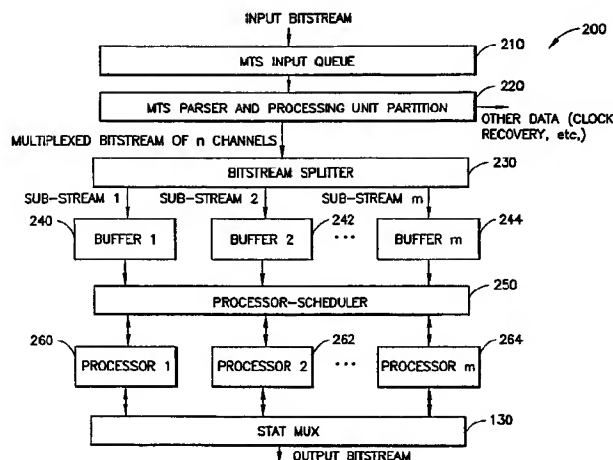 INPUT BITSTREAM
200
210
MTS INPUT QUEUE
220
MTS PARSER AND PROCESSING UNIT PARTITION
OTHER DATA (CLOCK
RECOVERY, etc,)
MULTIPLEXED BITSTREAM OF n CHANNELS
230
BITSTREAM SPLITTER
SUB-STREAM 1
SUB-STREAM 2
SUB-STREAM m
240
242
244
BUFFER 1
BUFFER 2
...
BUFFER m
250
PROCESSOR-SCHEDULER
260
262
264
PROCESSOR 1
PROCESSOR 2
...
PROCESSOR m
130
STAT MUX
OUTPUT BITSTREAM